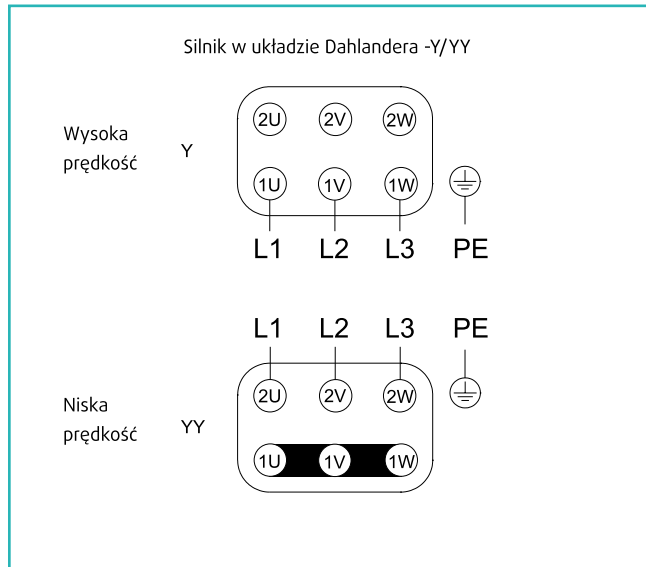 Silnik w układzie Dahlandera -Y/YY
Wysoka
prędkość
Y
2U 2V 2W
1U 1V 1W
L1 L2 L3 PE
L1 L2 L3 PE
Niska
prędkość
YY
2U 2V 2W
1U 1V 1W